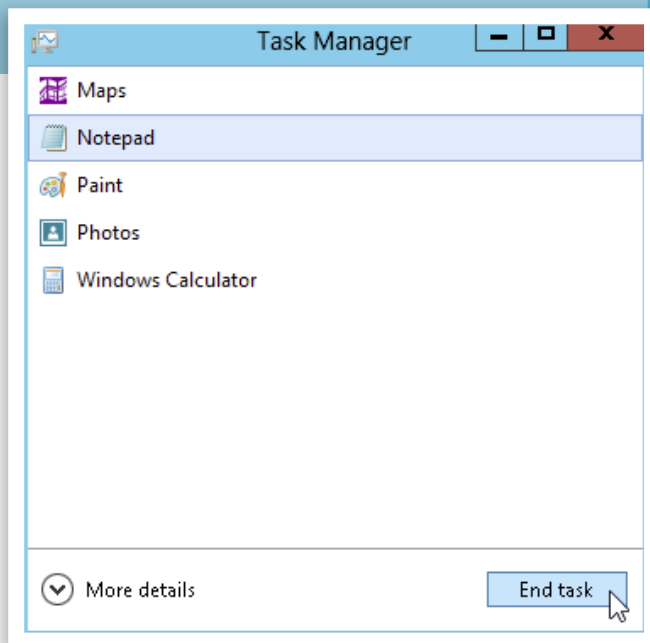 Task Manager
Maps
Notepad
Paint
Photos
Windows Calculator
More details
End task